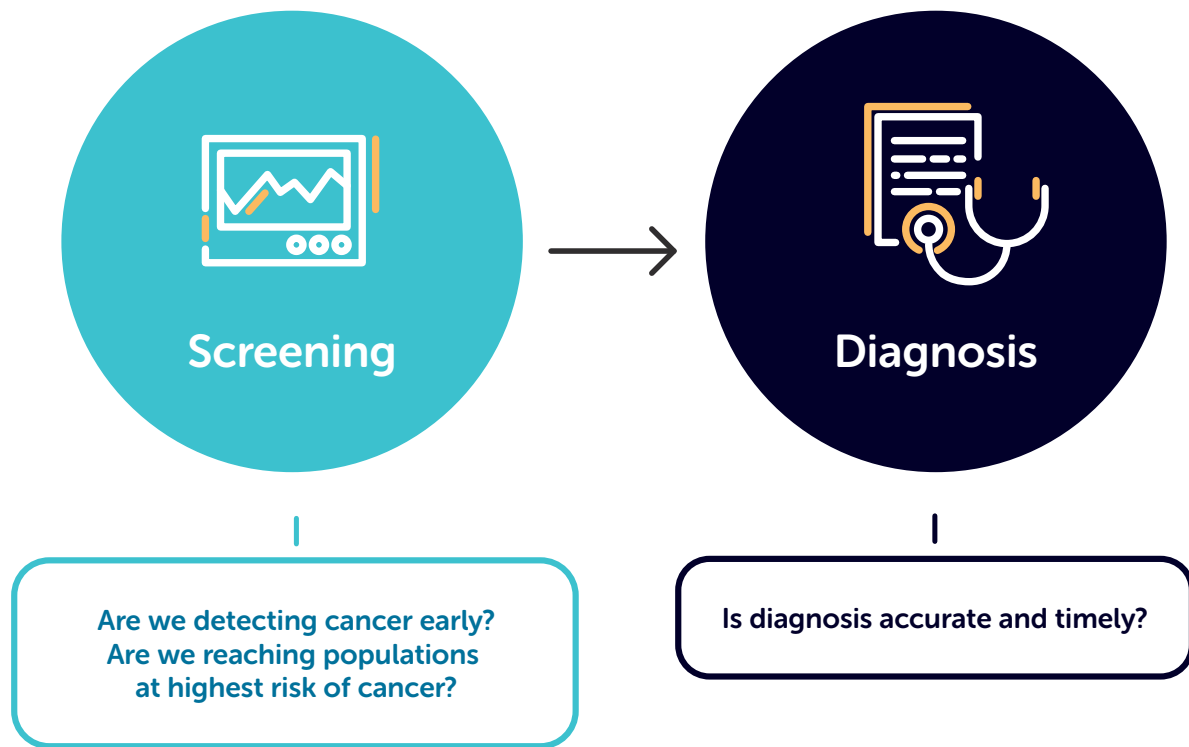 Screening
Diagnosis
Are we detecting cancer early?
Are we reaching populations
at highest risk of cancer?
Is diagnosis accurate and timely?